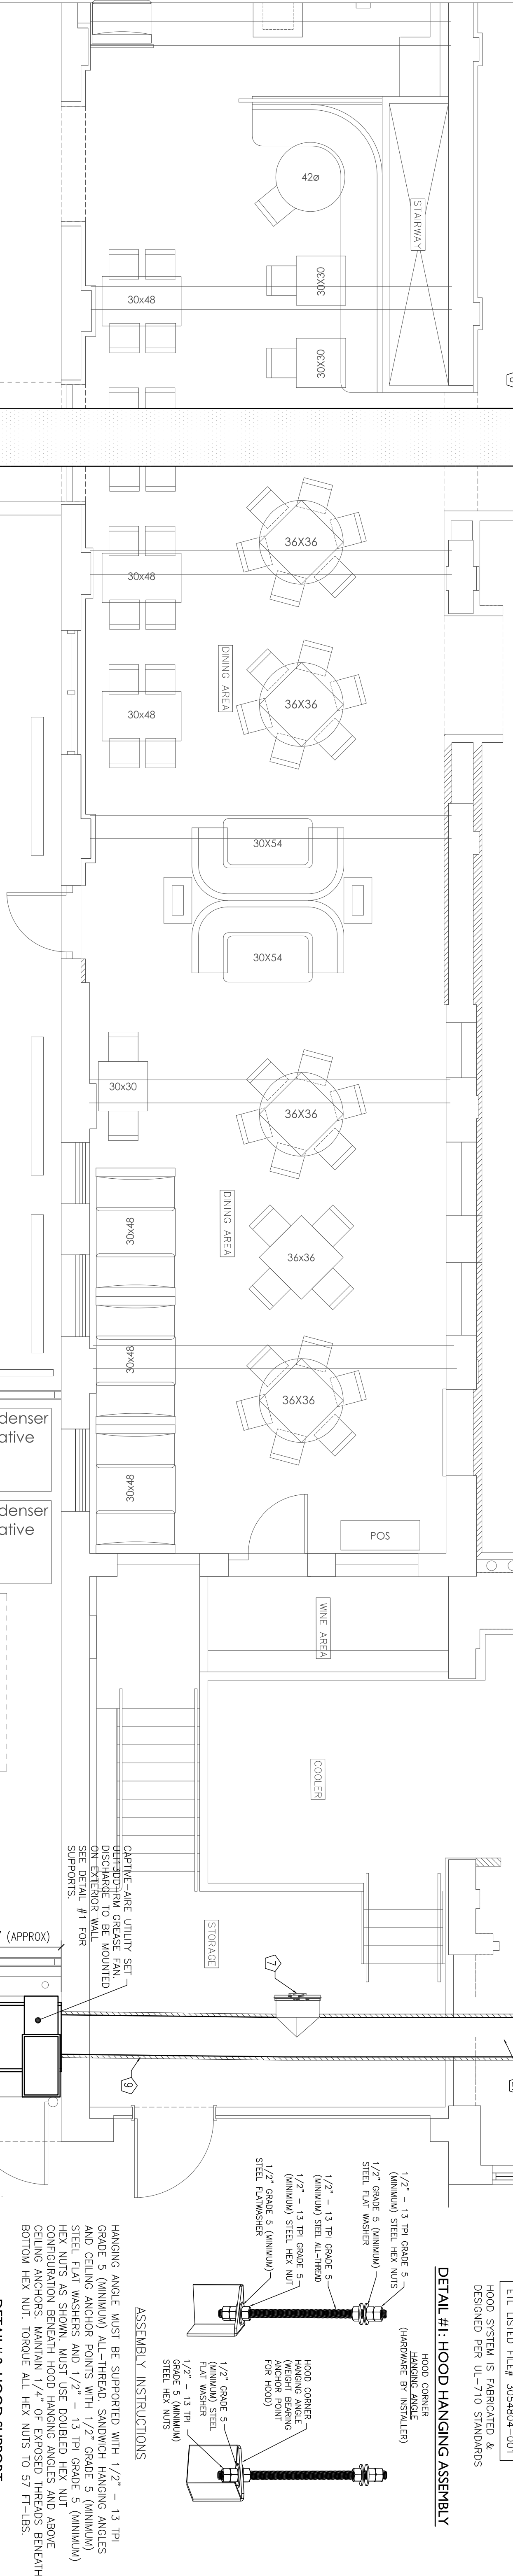 STAIRWAY
42ø
30X30
30x48
30X30
36X36
30x48
DINING AREA
36X36
30x48
30X54
30X54
36X36
30x30
DINING AREA
30x48
36x36
30x48
36X36
30x48
POS
WINE AREA
COOLER
STORAGE
CAPTIVE-AIRE UTILITY SET
GREASE FAN.
DISCHARGE TO BE MOUNTED
ON EXTERIOR WALL
SEE DETAIL #1 FOR
SUPPORTS.
(APPROX)
7
9
ETL LISTED FILE# 3054804-001
HOOD SYSTEM IS FABRICATED &
DESIGNED PER UL-710 STANDARDS
DETAIL #1: HOOD HANGING ASSEMBLY
HOOD CORNER
HANGING ANGLE
(HARDWARE BY INSTALLER)
1/2" - 13 TPI GRADE 5
(MINIMUM) STEEL HEX NUTS
1/2" GRADE 5 (MINIMUM)
STEEL FLAT WASHER
1/2" - 13 TPI GRADE 5
(MINIMUM) STEEL ALL-THREAD
1/2" - 13 TPI GRADE 5
(MINIMUM) STEEL HEX NUT
1/2" GRADE 5 (MINIMUM)
STEEL FLATWASHER
HOOD CORNER
HANGING ANGLE
(WEIGHT BEARING
ANCHOR POINT
FOR HOOD)
1/2" GRADE 5
(MINIMUM) STEEL
FLAT WASHER
1/2" - 13 TPI
GRADE 5 (MINIMUM)
STEEL HEX NUTS
ASSEMBLY INSTRUCTIONS
HANGING ANGLE MUST BE SUPPORTED WITH 1/2" - 13 TPI
GRADE 5 (MINIMUM) ALL-THREAD. SANDWICH HANGING ANGLES
AND CEILING ANCHOR POINTS WITH 1/2" GRADE 5 (MINIMUM)
STEEL FLAT WASHERS AND 1/2" - 13 TPI GRADE 5 (MINIMUM)
HEX NUTS AS SHOWN. MUST USE DOUBLED HEX NUT
CONFIGURATION BENEATH HOOD HANGING ANGLES AND ABOVE
CEILING ANCHORS. MAINTAIN 1/4" OF EXPOSED THREADS BENEATH
BOTTOM HEX NUT. TORQUE ALL HEX NUTS TO 57 FT-LBS.